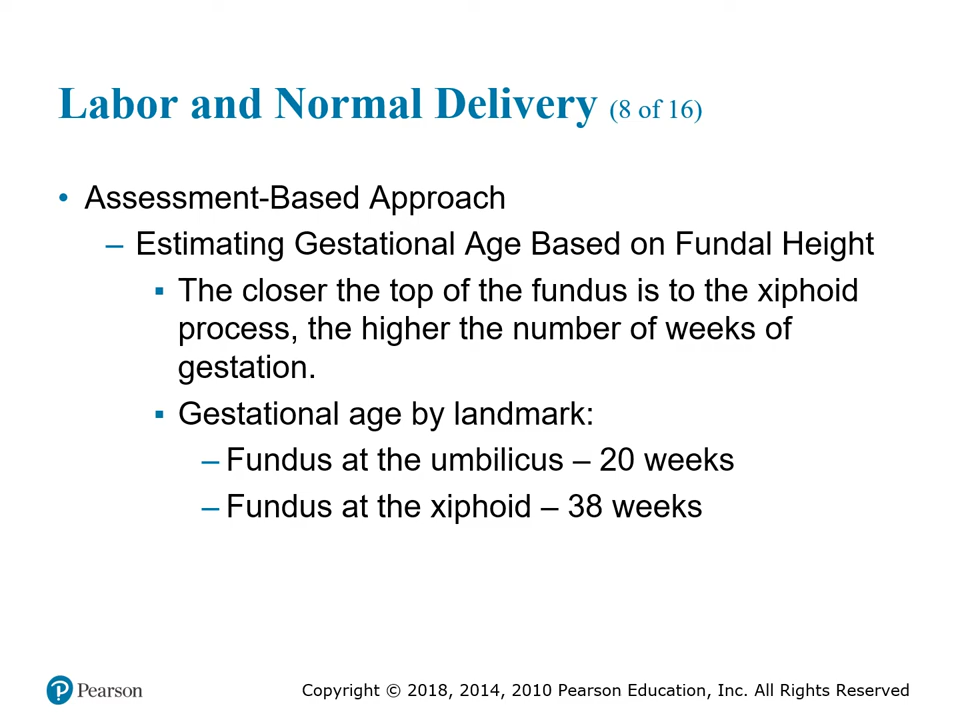 Labor and Normal Delivery (8 of 16)
• Assessment-Based Approach
– Estimating Gestational Age Based on Fundal Height
▪ The closer the top of the fundus is to the xiphoid
process, the higher the number of weeks of
gestation.
▪ Gestational age by landmark:
– Fundus at the umbilicus – 20 weeks
– Fundus at the xiphoid – 38 weeks
Pearson
Copyright © 2018, 2014, 2010 Pearson Education, Inc. All Rights Reserved